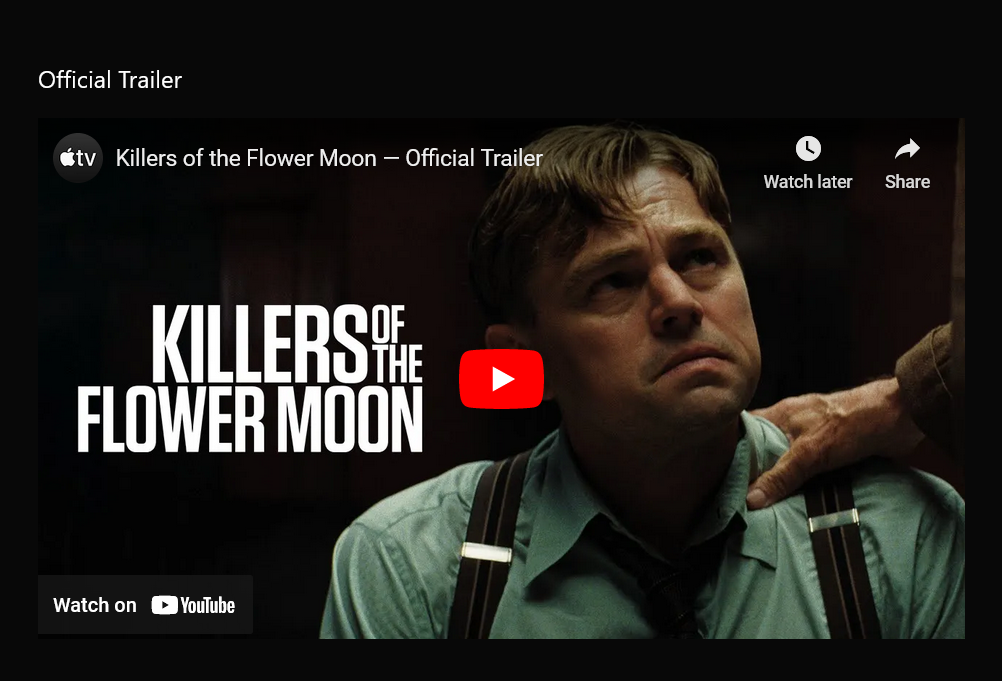 Official Trailer
tv
Killers of the Flower Moon — Official Trailer
Watch later
Share
KILLERS OF THE
FLOWER MOON
Watch on YouTube